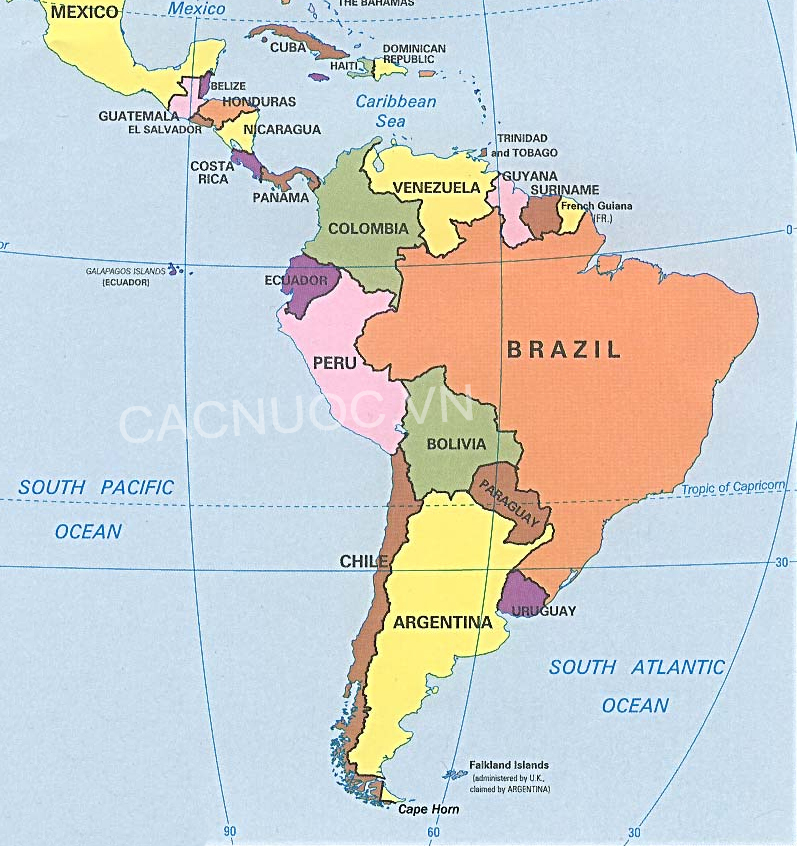 THE BAHAMAS
MEXICO
Mexico
CUBA
DOMINICAN
REPUBLIC
HAITI
BELIZE
Caribbean
Sea
HONDURAS
GUATEMALA
EL SALVADOR
NICARAGUA
TRINIDAD
and TOBAGO
COSTA
RICA
PANAMA
VENEZUELA
GUYANA
SURINAME
French Guiana
(FR.)
COLOMBIA
0
or
GALAPAGOS ISLANDS
(ECUADOR)
ECUADOR
PERU
BRAZIL
CACNUOC.VN
BOLIVIA
SOUTH PACIFIC
OCEAN
PARAGUAY
Tropic of Capricorn
CHILE
30
URUGUAY
ARGENTINA
SOUTH ATLANTIC
OCEAN
Falkland Islands
(administered by U.K.,
claimed by ARGENTINA)
Cape Horn
90
60
30